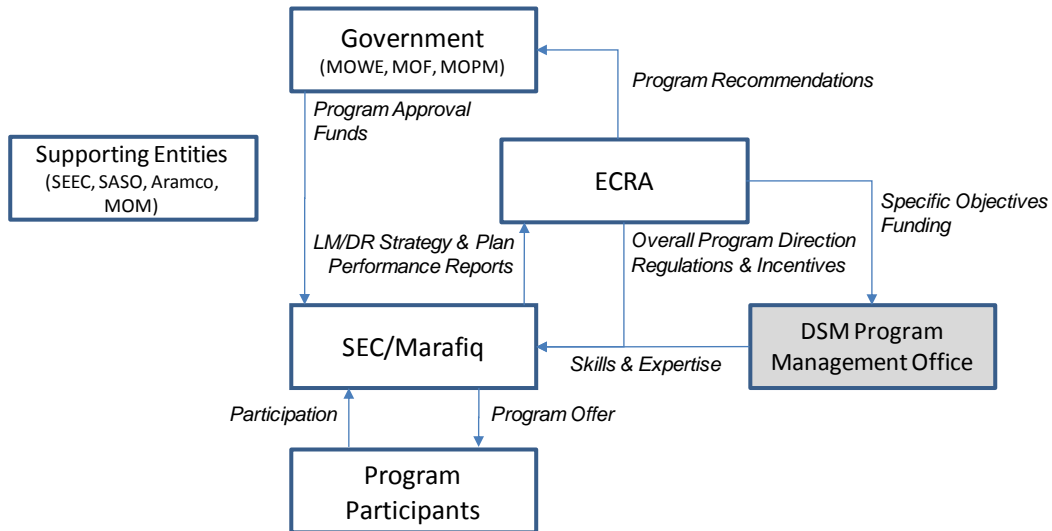 Government
(MOWE, MOF, MOPM)
Program Recommendations
Program Approval
Funds
Supporting Entities
(SEEC, SASO, Aramco,
MOM)
ECRA
Specific Objectives
Funding
LM/DR Strategy & Plan
Performance Reports
Overall Program Direction
Regulations & Incentives
SEC/Marafiq
DSM Program
Management Office
Skills & Expertise
Participation
Program Offer
Program
Participants